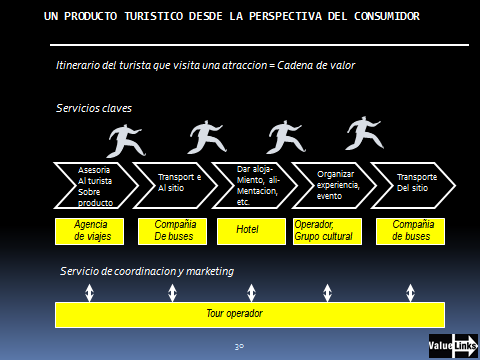 UN PRODUCTO TURISTICO DESDE LA PERSPECTIVA DEL CONSUMIDOR
Itinerario del turista que visita una atraccion = Cadena de valor
Servicios claves
Asesoria
Al turista
Sobre
producto
Transport e
Al sitio
Dar aloja-
Miento, ali-
Mentacion,
etc.
Organizar
experiencia,
evento
Transporte
Del sitio
Agencia
de viajes
Compañia
De buses
Hotel
Operador,
Grupo cultural
Compañia
de buses
Servicio de coordinacion y marketing
Tour operador
30
Value Links